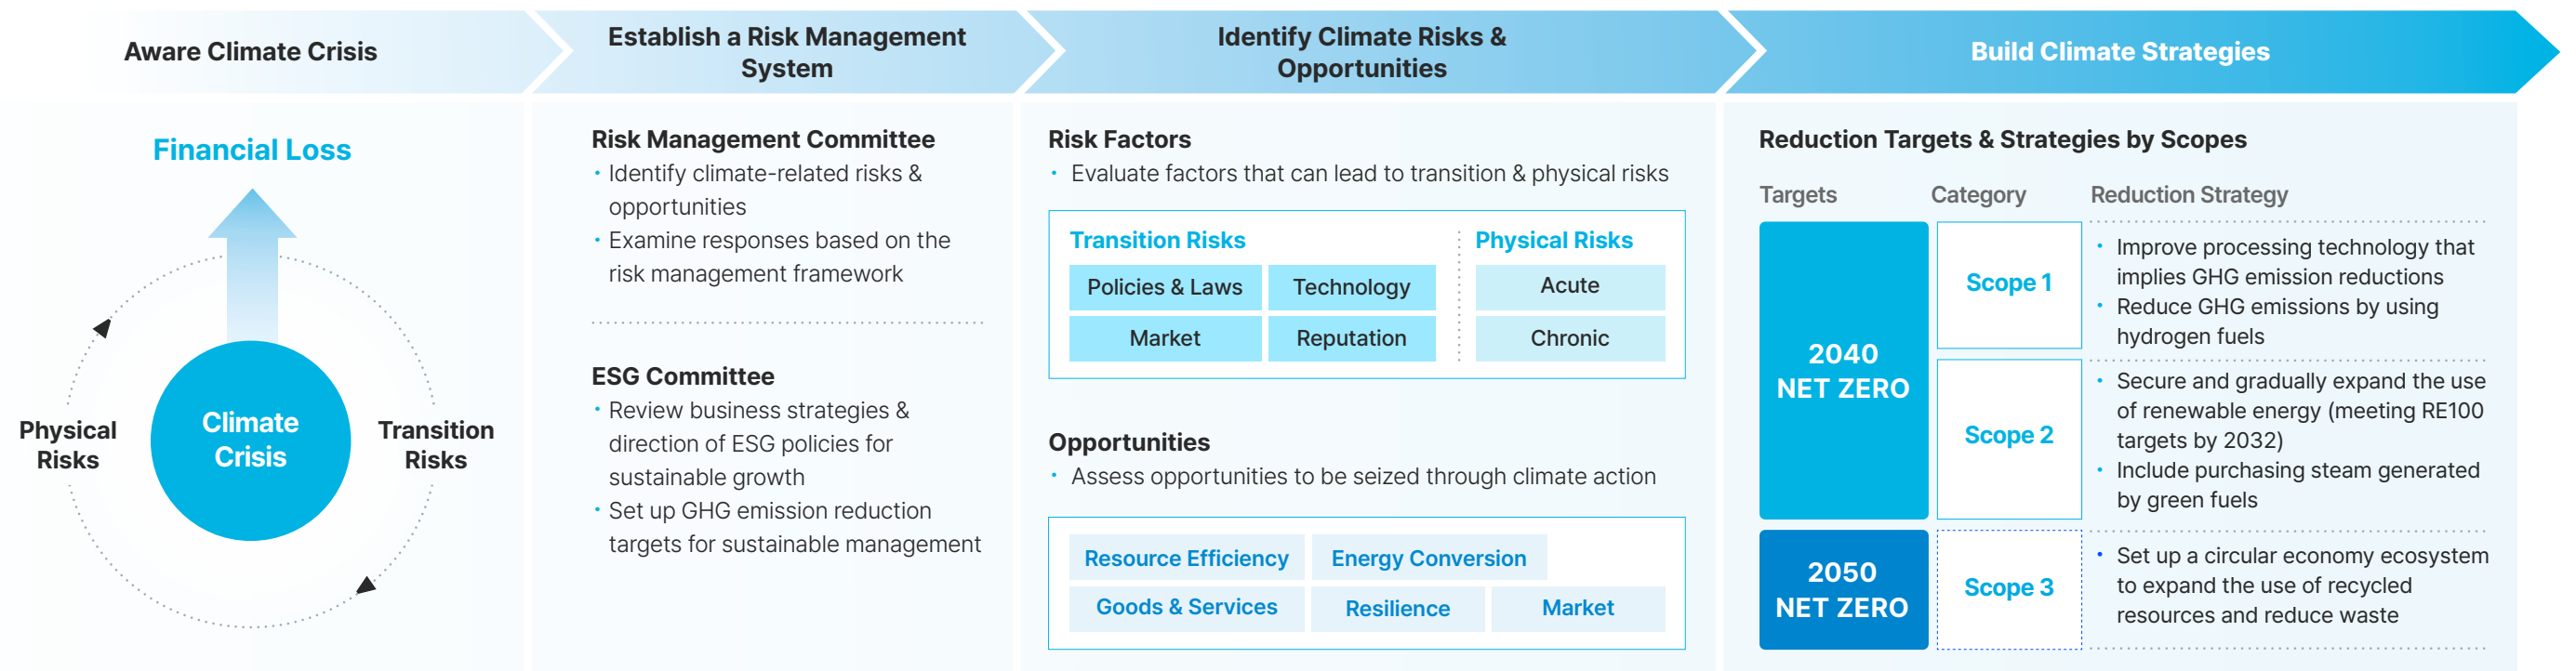 Aware Climate Crisis
Establish a Risk Management
System
Identify Climate Risks &
Opportunities
Build Climate Strategies
Financial Loss
Climate
Crisis
Physical
Risks
Transition
Risks
Risk Management Committee
· Identify climate-related risks &
opportunities
· Examine responses based on the
risk management framework
ESG Committee
· Review business strategies &
direction of ESG policies for
sustainable growth
· Set up GHG emission reduction
targets for sustainable management
Risk Factors
· Evaluate factors that can lead to transition & physical risks
Transition Risks
Policies & Laws
Technology
Market
Reputation
Physical Risks
Acute
Chronic
Opportunities
· Assess opportunities to be seized through climate action
Resource Efficiency
Energy Conversion
Goods & Services
Resilience
Market
Reduction Targets & Strategies by Scopes
Targets
Category
Reduction Strategy
2040
NET ZERO
Scope 1
· Improve processing technology that
implies GHG emission reductions
· Reduce GHG emissions by using
hydrogen fuels
Scope 2
· Secure and gradually expand the use
of renewable energy (meeting RE100
targets by 2032)
· Include purchasing steam generated
by green fuels
2050
NET ZERO
Scope 3
· Set up a circular economy ecosystem
to expand the use of recycled
resources and reduce waste